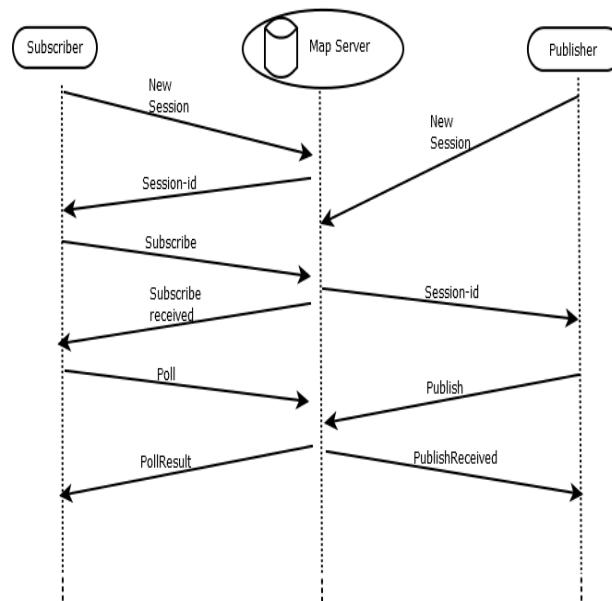 Subscriber
Map Server
Publisher
New
Session
New
Session
Session-id
Subscribe
Session-id
Subscribe
received
Poll
Publish
PollResult
PublishReceived